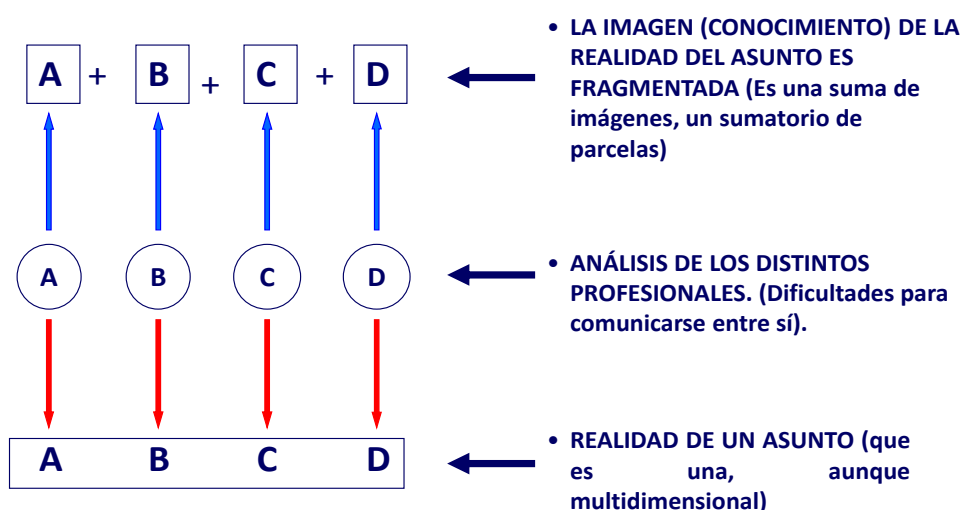 A + B + C + D
• LA IMAGEN (CONOCIMIENTO) DE LA
REALIDAD DEL ASUNTO ES
FRAGMENTADA (Es una suma de
imágenes, un sumatorio de
parcelas)
A B C D
• ANÁLISIS DE LOS DISTINTOS
PROFESIONALES. (Dificultades para
comunicarse entre sí).
A B C D
• REALIDAD DE UN ASUNTO (que
es una, aunque
multidimensional)